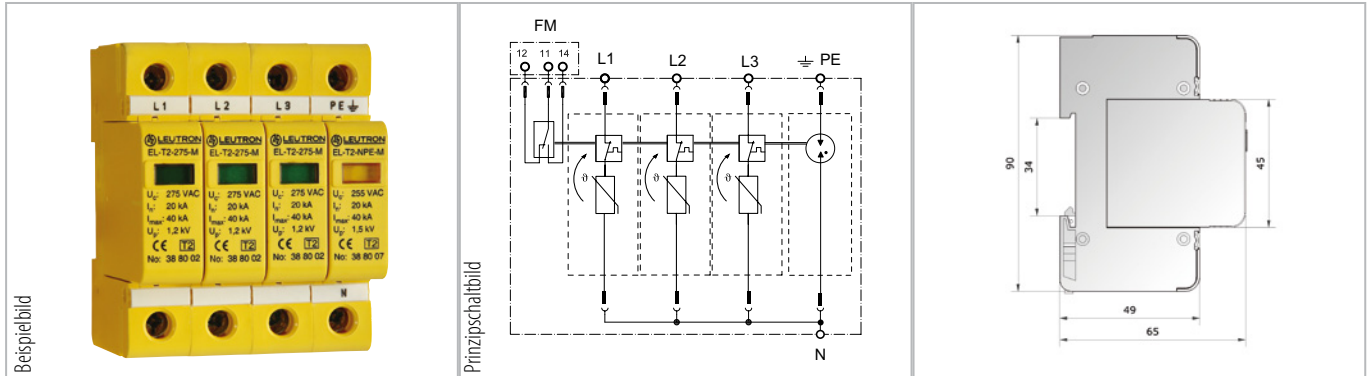 Beispielbild
L 1 L 2 L 3 PE
LEUTRON LEUTRON LEUTRON LEUTRON
EL-T2-275-M EL-T2-275-M EL-T2-275-M EL-T2-NPE-M
Uc: 275 VAC Uc: 275 VAC Uc: 275 VAC Uc: 255 VAC
In: 20 kA In: 20 kA In: 20 kA In: 20 kA
Imax: 40 kA Imax: 40 kA Imax: 40 kA Imax: 40 kA
Up: 1,2 kV Up: 1,2 kV Up: 1,2 kV Up: 1,5 kV
CE T2 CE T2 CE T2 CE T2
No: 38 80 02 No: 38 80 02 No: 38 80 02 No: 38 80 07
N
Prinzipschaltbild
FM
12 11 14
L1 L2 L3 PE
ϑ ϑ ϑ
N
90
34
45
49
65